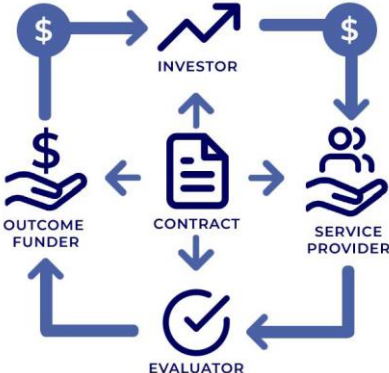 $
$
INVESTOR
$
OUTCOME
FUNDER
CONTRACT
SERVICE
PROVIDER
EVALUATOR